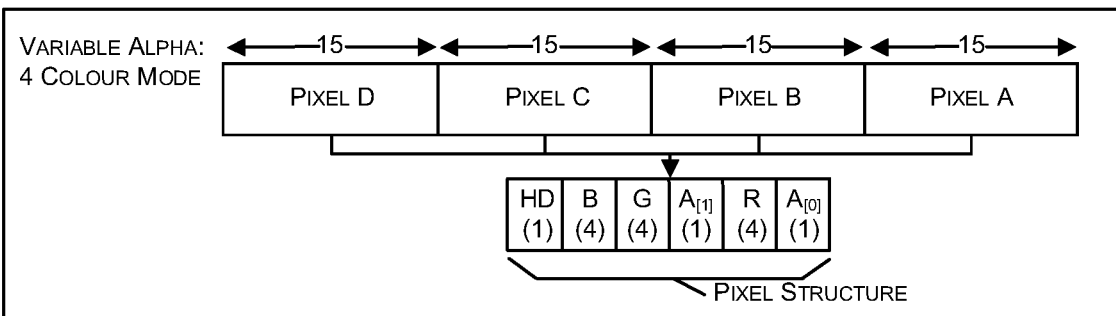 VARIABLE ALPHA:
4 COLOUR MODE
15 15 15 15
PIXEL D PIXEL C PIXEL B PIXEL A
HD B G A[1] R A[0]
(1) (4) (4) (1) (4) (1)
PIXEL STRUCTURE